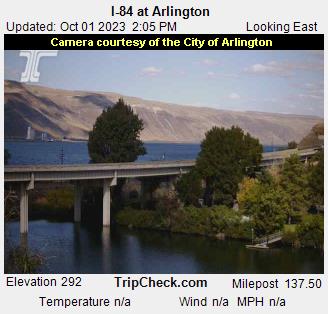 I-84 at Arlington
Updated: Oct 01 2023 2:05 PM Looking East
Camera courtesy of the City of Arlington
Elevation 292 TripCheck.com Milepost 137.50
Temperature n/a Wind n/a MPH n/a